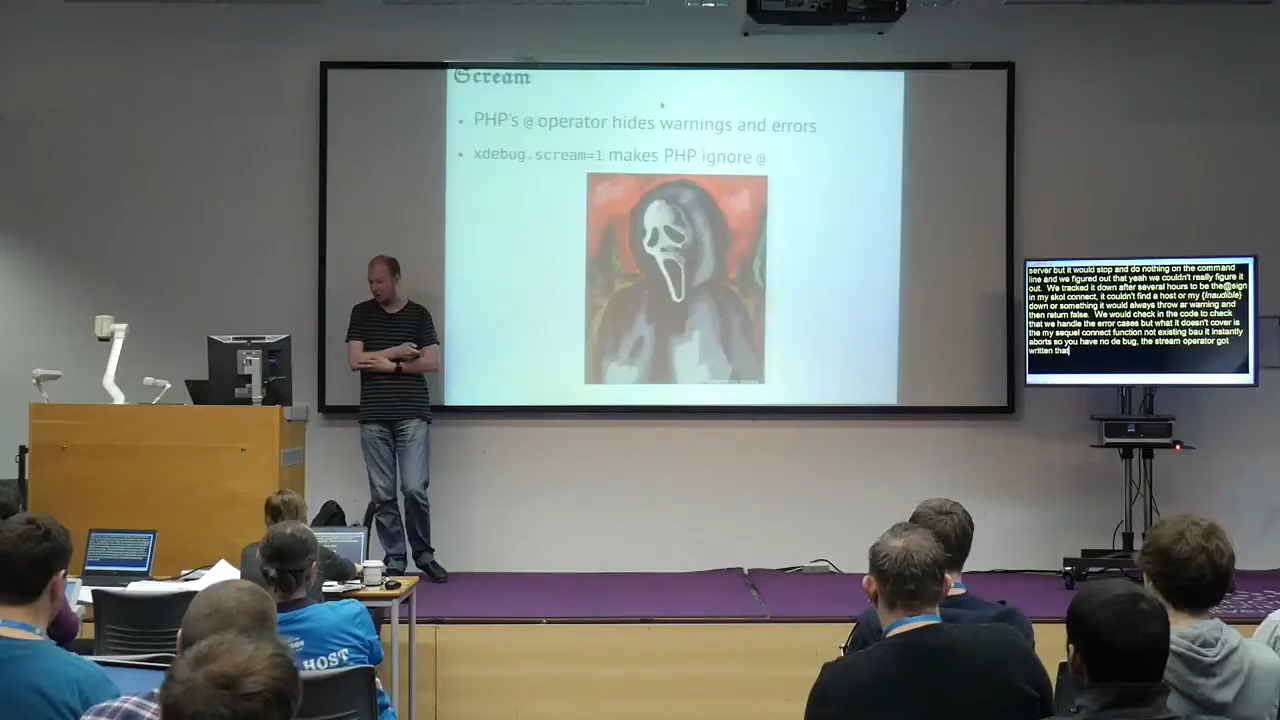 Scream
• PHP's @ operator hides warnings and errors
• xdebug.scream=1 makes PHP ignore @
server but it would stop and do nothing on the command
line and we figured out that yeah we couldn't really figure it
out. We tracked it down after several hours to be the@sign
in my skol connect, it couldn't find a host or my {Inaudible}
down or something it would always throw ar warning and
then return false. We would check in the code to check
that we handle the error cases but what it doesn't cover is
the my sequel connect function not existing bau it instantly
aborts so you have no de bug, the stream operator got
written that
HOST